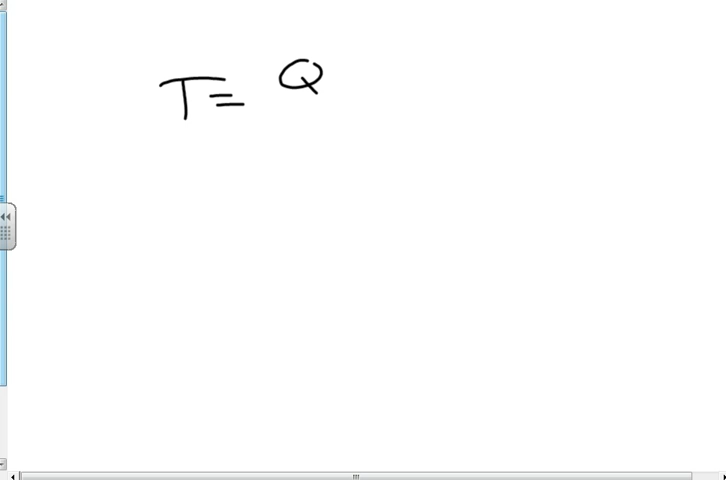 T = Q